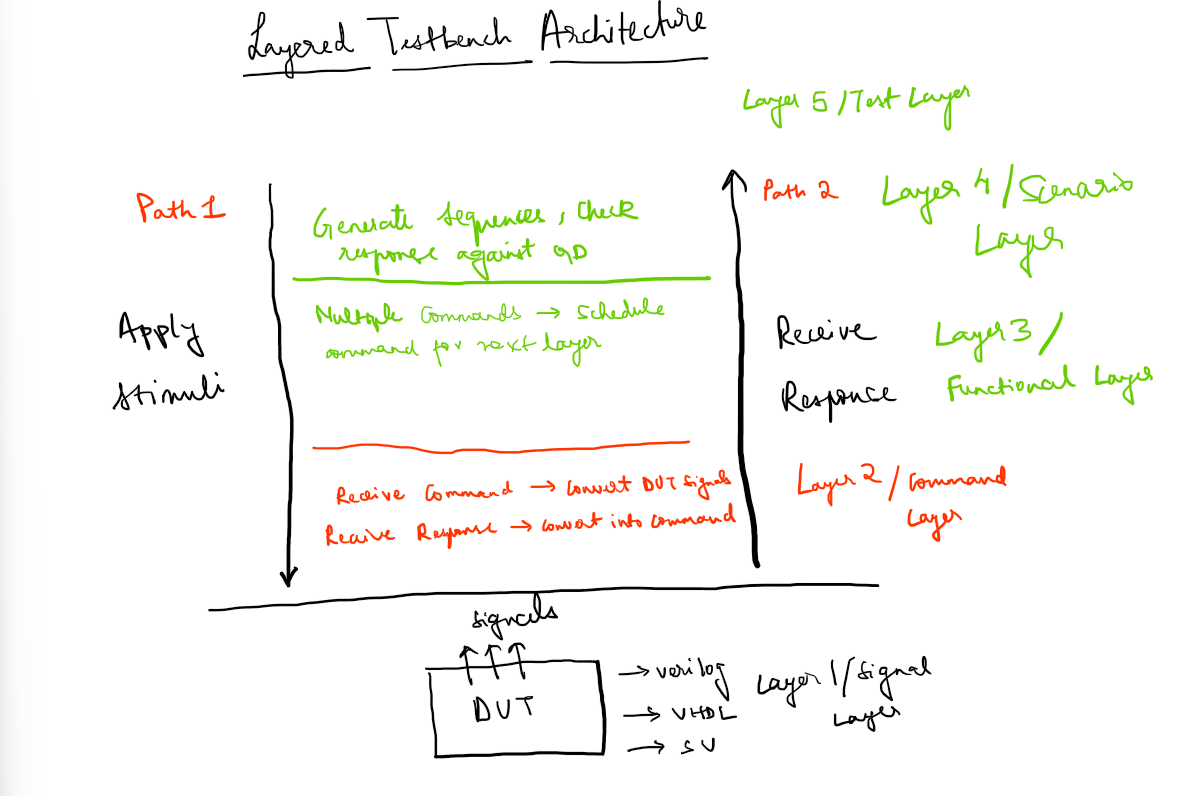 Layered Testbench Architecture
Layer 5 / Test Layer
Path 1
Path 2
Layer 4 / Scenario
Layer
Generate Sequences, Check
response against GD
Multiple Commands → Schedule
command for next layer
Apply
Stimuli
Receive
Response
Layer 3 /
Functional Layer
Receive Command → Convert DUT signals
Receive Response → Convert into command
Layer 2 / Command
Layer
Signals
DUT
→ Verilog
→ VHDL
→ SV
Layer 1 / Signal
Layer